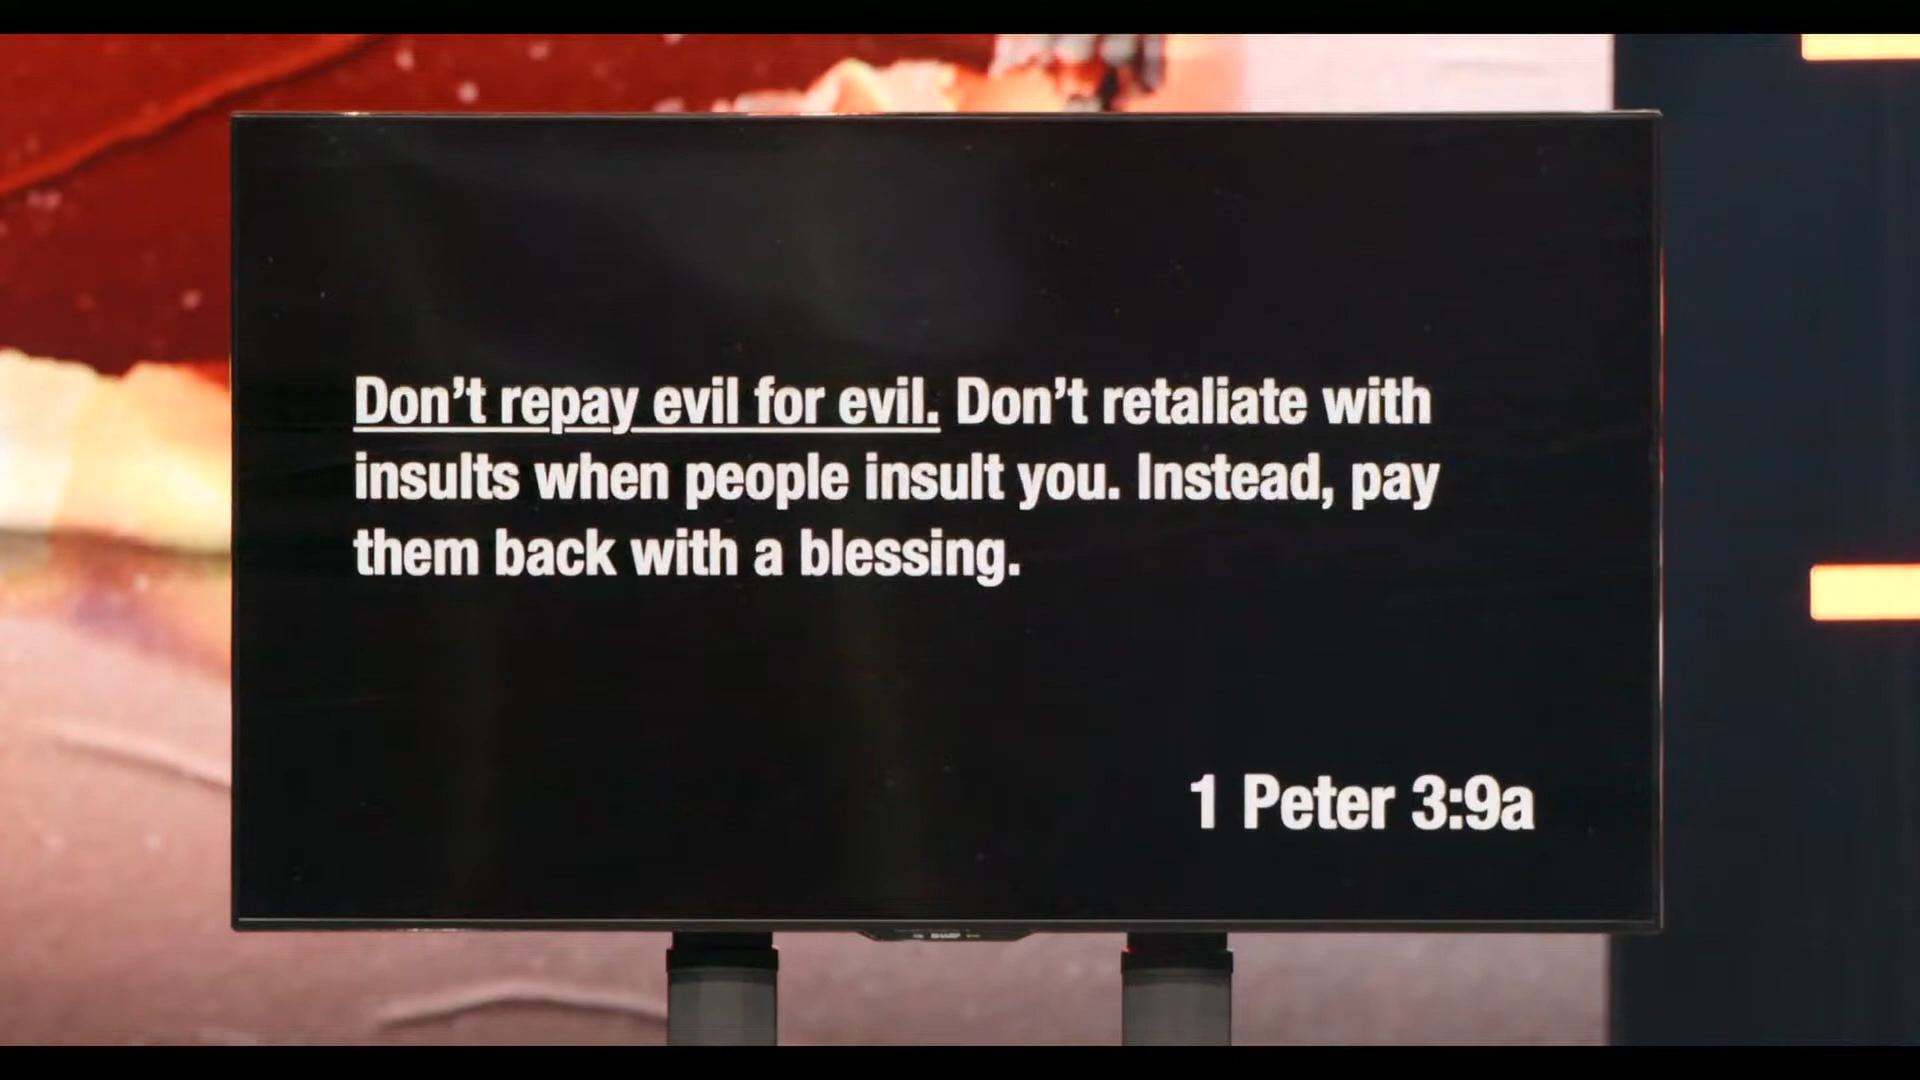 Don't repay evil for evil. Don't retaliate with
insults when people insult you. Instead, pay
them back with a blessing.
1 Peter 3:9a